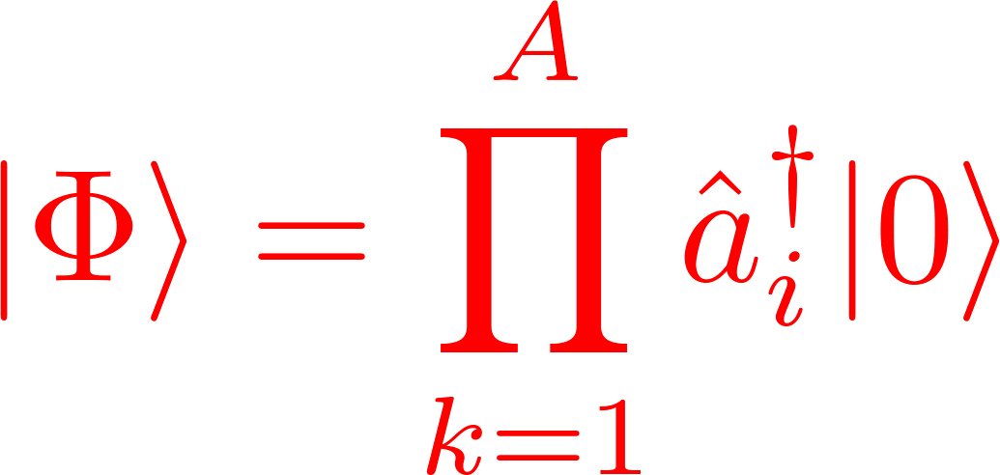 |Φ⟩ = ∏_{k=1}^{A} â_i^† |0⟩